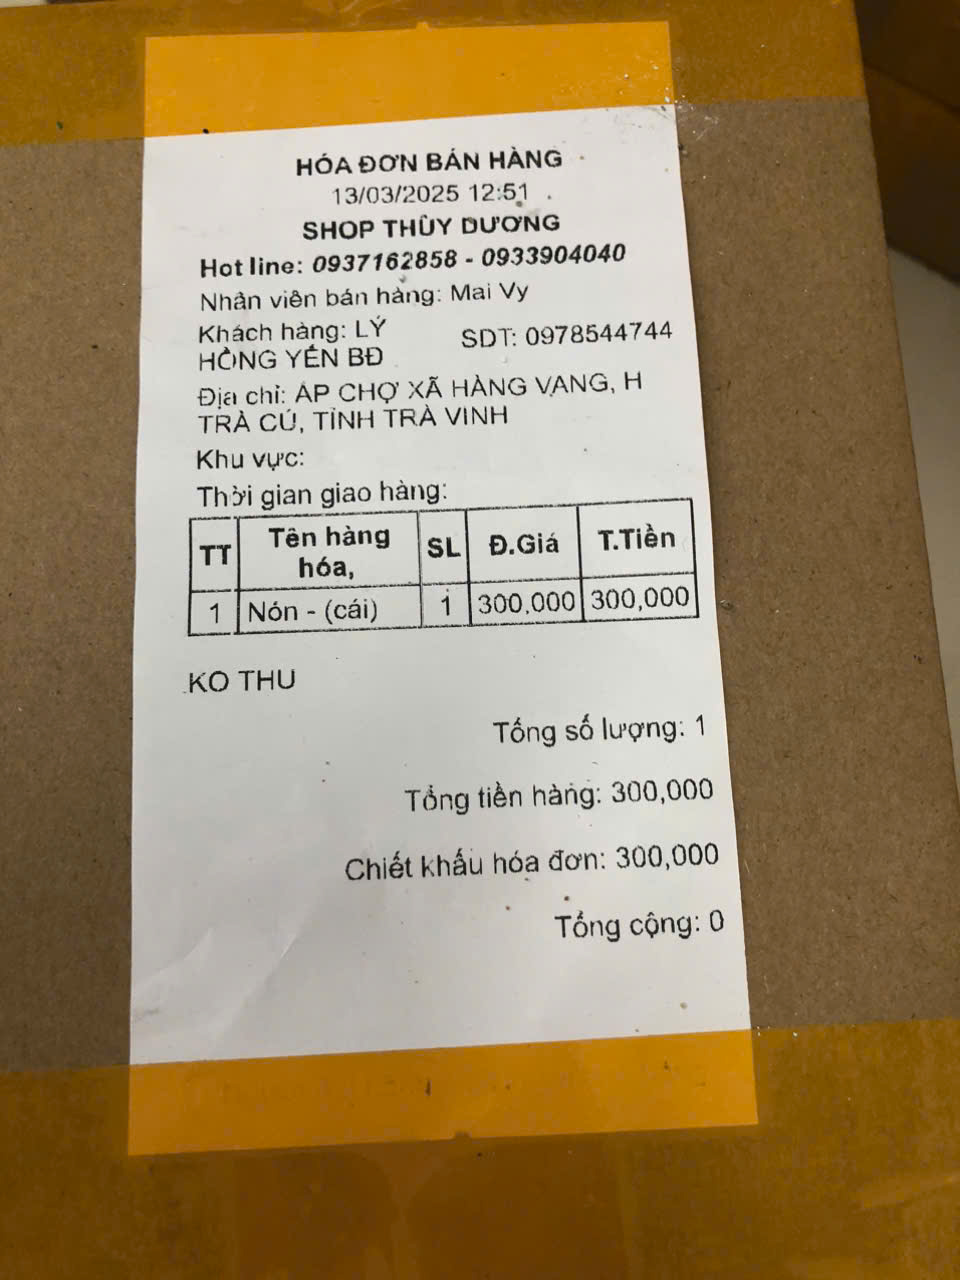 HÓA ĐƠN BÁN HÀNG
13/03/2025 12:51
SHOP THÙY DƯƠNG
Hot line: 0937162858 - 0933904040
Nhân viên bán hàng: Mai Vy
Khách hàng: LÝ HỒNG YẾN BĐ
SDT: 0978544744
Địa chỉ: ẤP CHỢ XÃ HÀNG VANG, H
TRÀ CÚ, TỈNH TRÀ VINH
Khu vực:
Thời gian giao hàng:
TT Tên hàng hóa, SL Đ.Giá T.Tiền
1 Nón - (cái) 1 300,000 300,000
KO THU
Tổng số lượng: 1
Tổng tiền hàng: 300,000
Chiết khấu hóa đơn: 300,000
Tổng cộng: 0